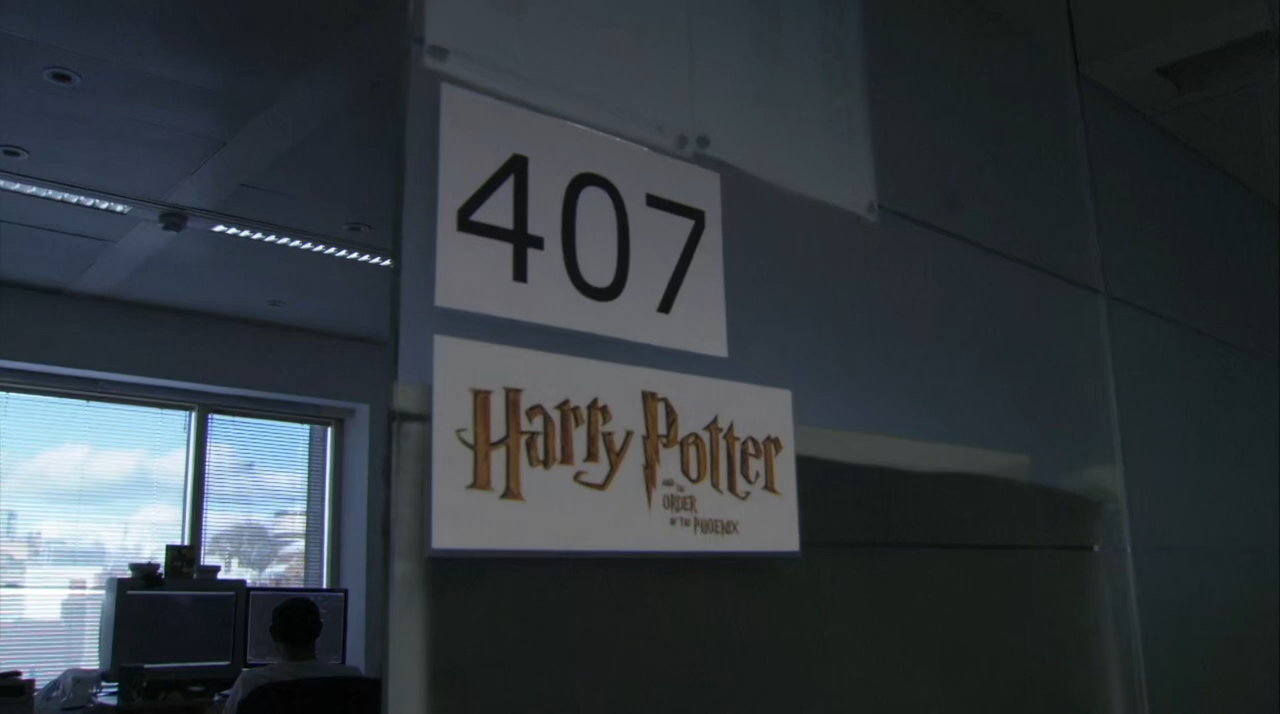 407
Harry Potter
AND THE
ORDER
OF THE PHOENIX